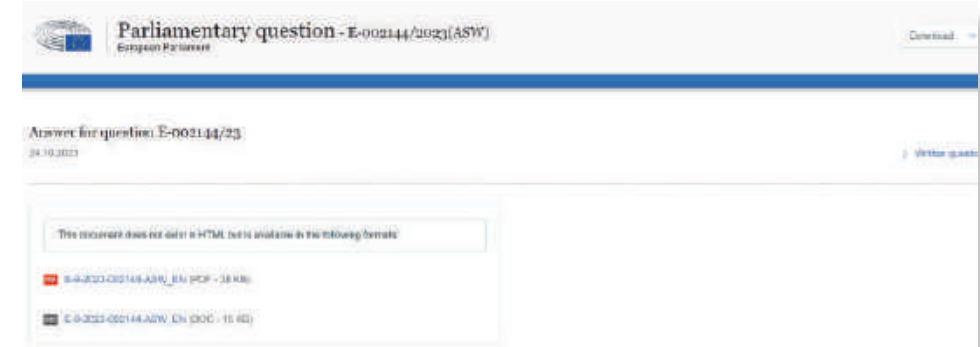 Parliamentary question - E-002144/2023(ASW)
European Parliament
Download
Answer for question E-002144/23
24.10.2023
Written questi
This document does not exist in HTML but is available in the following formats
E-9-2023-002144-ASW_EN (PDF - 38 KB)
E-9-2023-002144-ASW_EN (DOC - 15 KB)